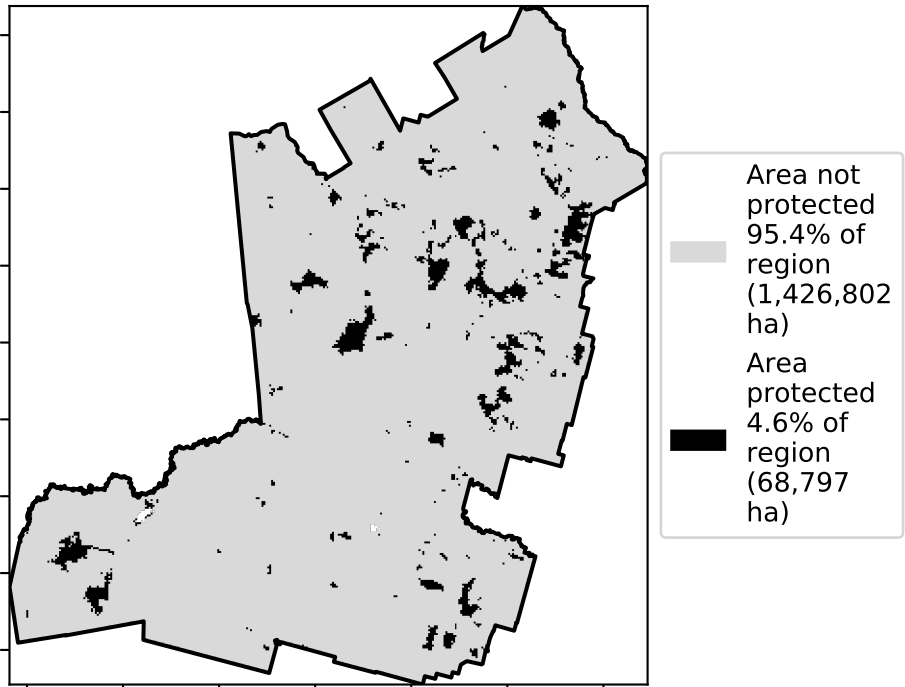 Area not
protected
95.4% of
region
(1,426,802
ha)
Area
protected
4.6% of
region
(68,797
ha)